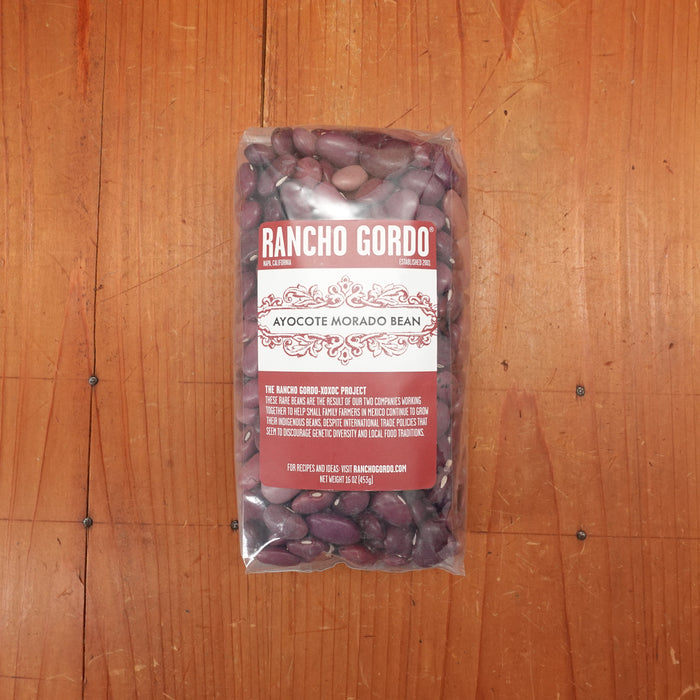 RANCHO GORDO®
NAPA, CALIFORNIA ESTABLISHED 2001
AYOCOTE MORADO BEAN
THE RANCHO GORDO-XOXOC PROJECT
THESE RARE BEANS ARE THE RESULT OF OUR TWO COMPANIES WORKING
TOGETHER TO HELP SMALL FAMILY FARMERS IN MEXICO CONTINUE TO GROW
THEIR INDIGENOUS BEANS, DESPITE INTERNATIONAL TRADE POLICIES THAT
SEEM TO DISCOURAGE GENETIC DIVERSITY AND LOCAL FOOD TRADITIONS.
FOR RECIPES AND IDEAS: VISIT RANCHOGORDO.COM
NET WEIGHT 16 OZ (453g)